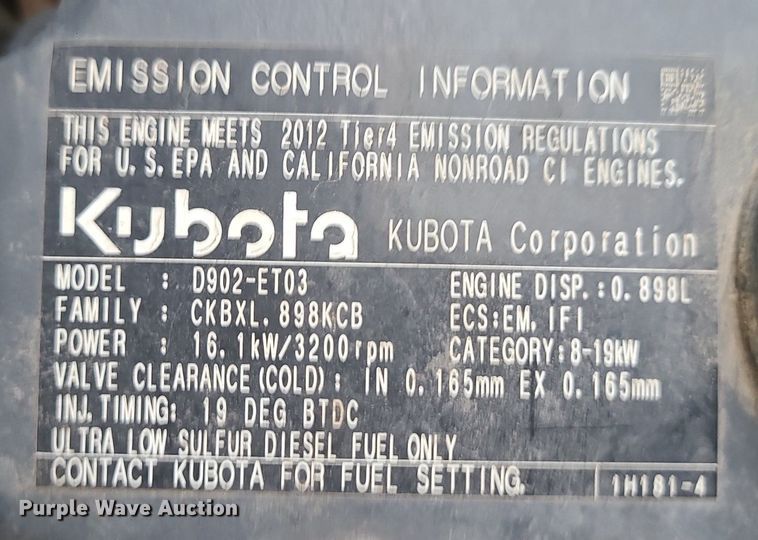 EMISSION CONTROL INFORMATION
THIS ENGINE MEETS 2012 Tier4 EMISSION REGULATIONS
FOR U.S.EPA AND CALIFORNIA NONROAD CI ENGINES.
Kubota KUBOTA Corporation
MODEL : D902-ET03 ENGINE DISP.:0.898L
FAMILY : CKBXL.898KCB ECS:EM.IFI
POWER : 16.1kW/3200rpm CATEGORY:8-19kW
VALVE CLEARANCE(COLD): IN 0.165mm EX 0.165mm
INJ.TIMING: 19 DEG BTDC
ULTRA LOW SULFUR DIESEL FUEL ONLY
CONTACT KUBOTA FOR FUEL SETTING. 1H181-4
Purple Wave Auction